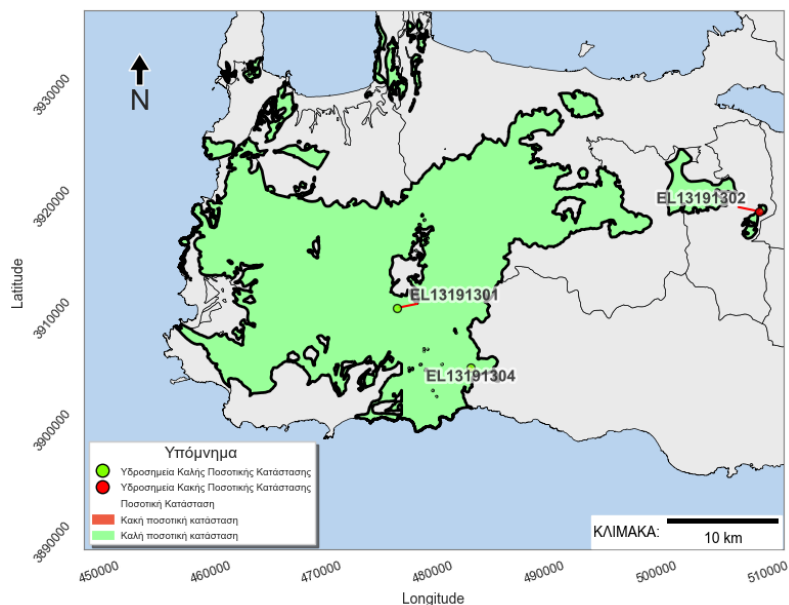 3930000
3920000
3910000
3900000
3890000
Latitude
N
EL13191302
EL13191301
EL13191304
Υπόμνημα
Υδροσημεία Καλής Ποσοτικής Κατάστασης
Υδροσημεία Κακής Ποσοτικής Κατάστασης
Ποσοτική Κατάσταση
Κακή ποσοτική κατάσταση
Καλή ποσοτική κατάσταση
ΚΛΙΜΑΚΑ:
10 km
450000
460000
470000
480000
490000
500000
510000
Longitude